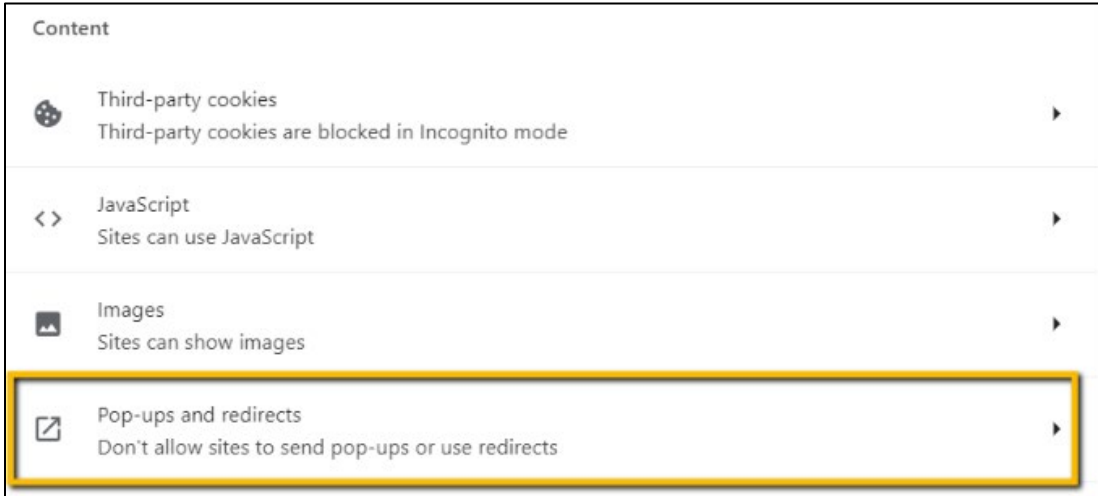 Content
Third-party cookies
Third-party cookies are blocked in Incognito mode
JavaScript
Sites can use JavaScript
Images
Sites can show images
Pop-ups and redirects
Don't allow sites to send pop-ups or use redirects